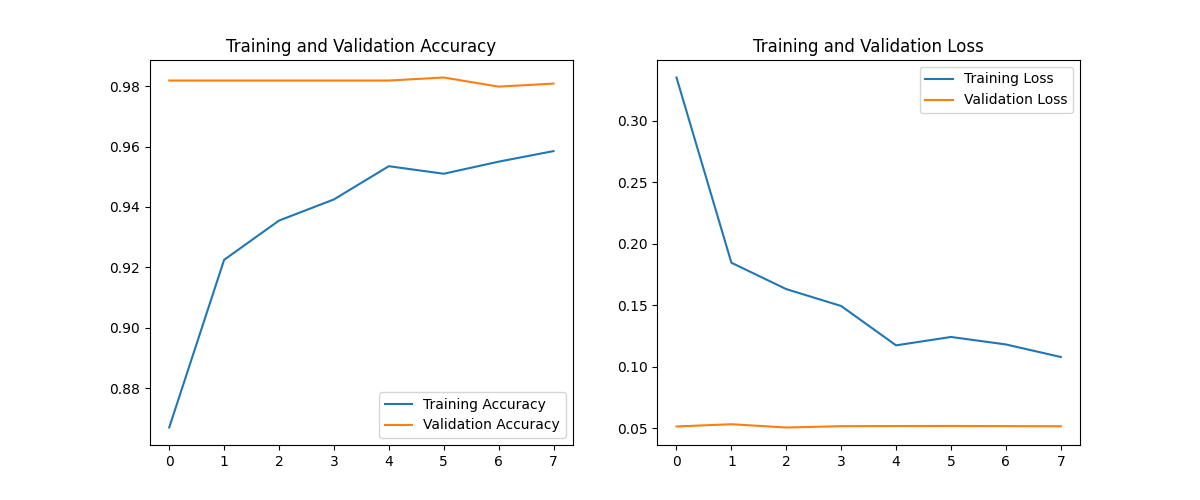 Training and Validation Accuracy
0.98
0.96
0.94
0.92
0.90
0.88
0 1 2 3 4 5 6 7
Training Accuracy
Validation Accuracy
Training and Validation Loss
0.30
0.25
0.20
0.15
0.10
0.05
0 1 2 3 4 5 6 7
Training Loss
Validation Loss